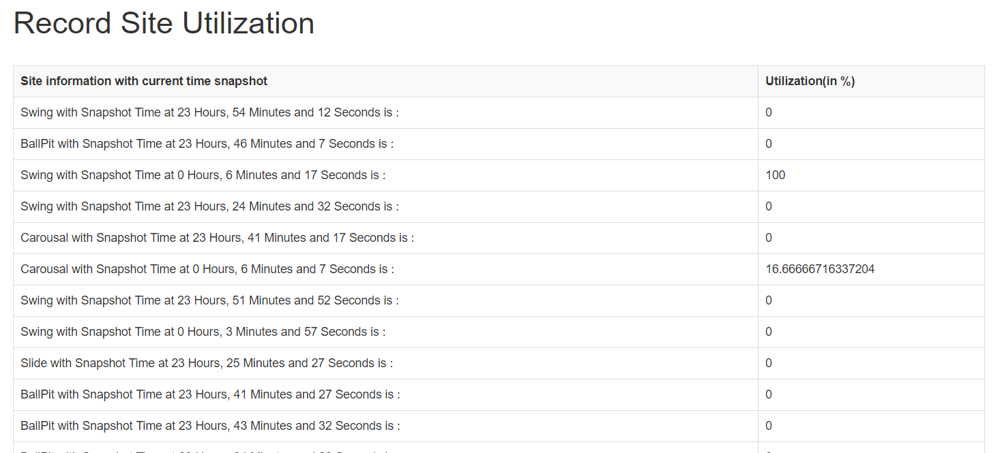 Record Site Utilization
Site information with current time snapshot Utilization(in %)
Swing with Snapshot Time at 23 Hours, 54 Minutes and 12 Seconds is : 0
BallPit with Snapshot Time at 23 Hours, 46 Minutes and 7 Seconds is : 0
Swing with Snapshot Time at 0 Hours, 6 Minutes and 17 Seconds is : 100
Swing with Snapshot Time at 23 Hours, 24 Minutes and 32 Seconds is : 0
Carousal with Snapshot Time at 23 Hours, 41 Minutes and 17 Seconds is : 0
Carousal with Snapshot Time at 0 Hours, 6 Minutes and 7 Seconds is : 16.66666716337204
Swing with Snapshot Time at 23 Hours, 51 Minutes and 52 Seconds is : 0
Swing with Snapshot Time at 0 Hours, 3 Minutes and 57 Seconds is : 0
Slide with Snapshot Time at 23 Hours, 25 Minutes and 27 Seconds is : 0
BallPit with Snapshot Time at 23 Hours, 41 Minutes and 27 Seconds is : 0
BallPit with Snapshot Time at 23 Hours, 43 Minutes and 32 Seconds is : 0